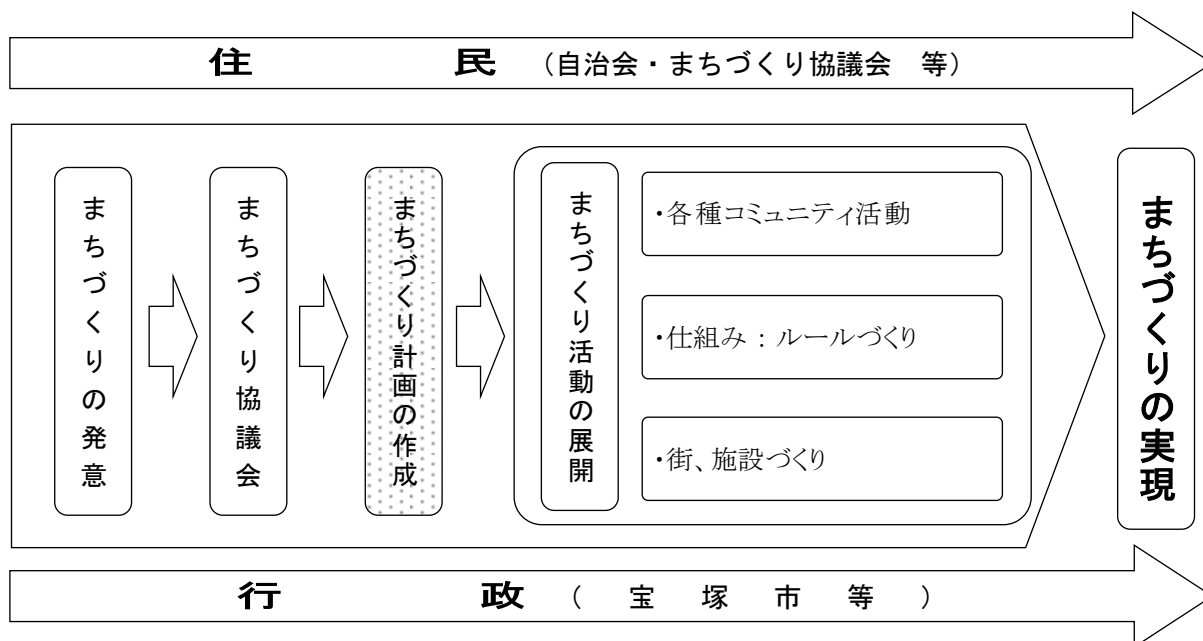 住民（自治会・まちづくり協議会 等）
まちづくりの発意
まちづくり協議会
まちづくり計画の作成
まちづくり活動の展開
・各種コミュニティ活動
・仕組み：ルールづくり
・街、施設づくり
まちづくりの実現
行政（宝塚市等）